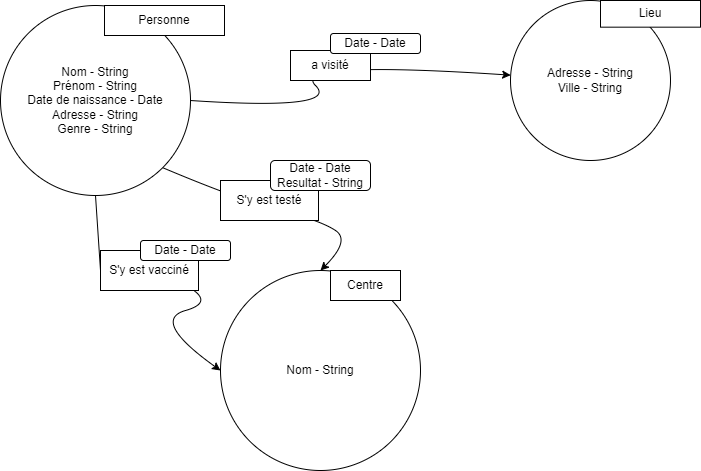 Personne
Nom - String
Prénom - String
Date de naissance - Date
Adresse - String
Genre - String
Date - Date
a visité
Lieu
Adresse - String
Ville - String
Date - Date
Resultat - String
S'y est testé
Date - Date
S'y est vacciné
Centre
Nom - String